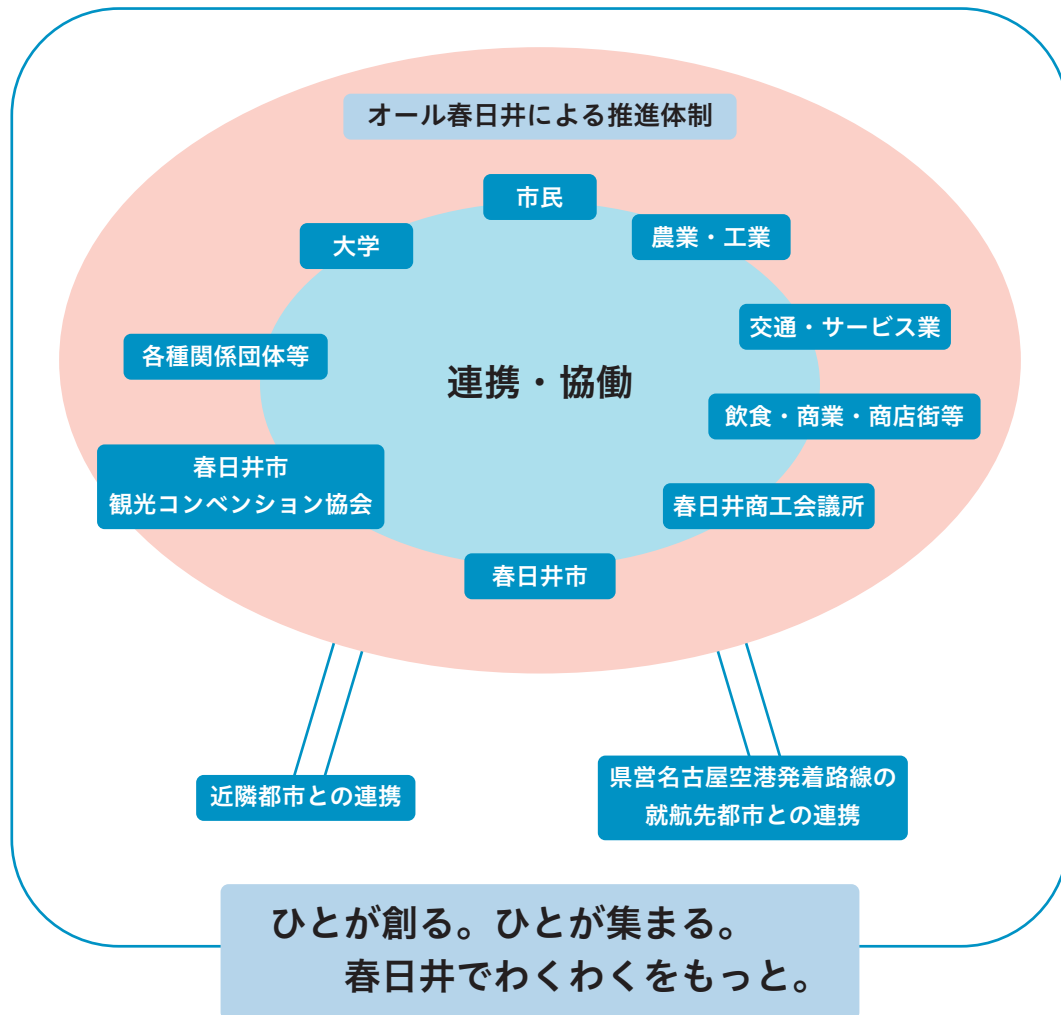 オール春日井による推進体制
市民
大学
農業・工業
交通・サービス業
各種関係団体等
連携・協働
飲食・商業・商店街等
春日井市
観光コンベンション協会
春日井商工会議所
春日井市
近隣都市との連携
県営名古屋空港発着路線の
就航先都市との連携
ひとが創る。ひとが集まる。
春日井でわくわくをもっと。